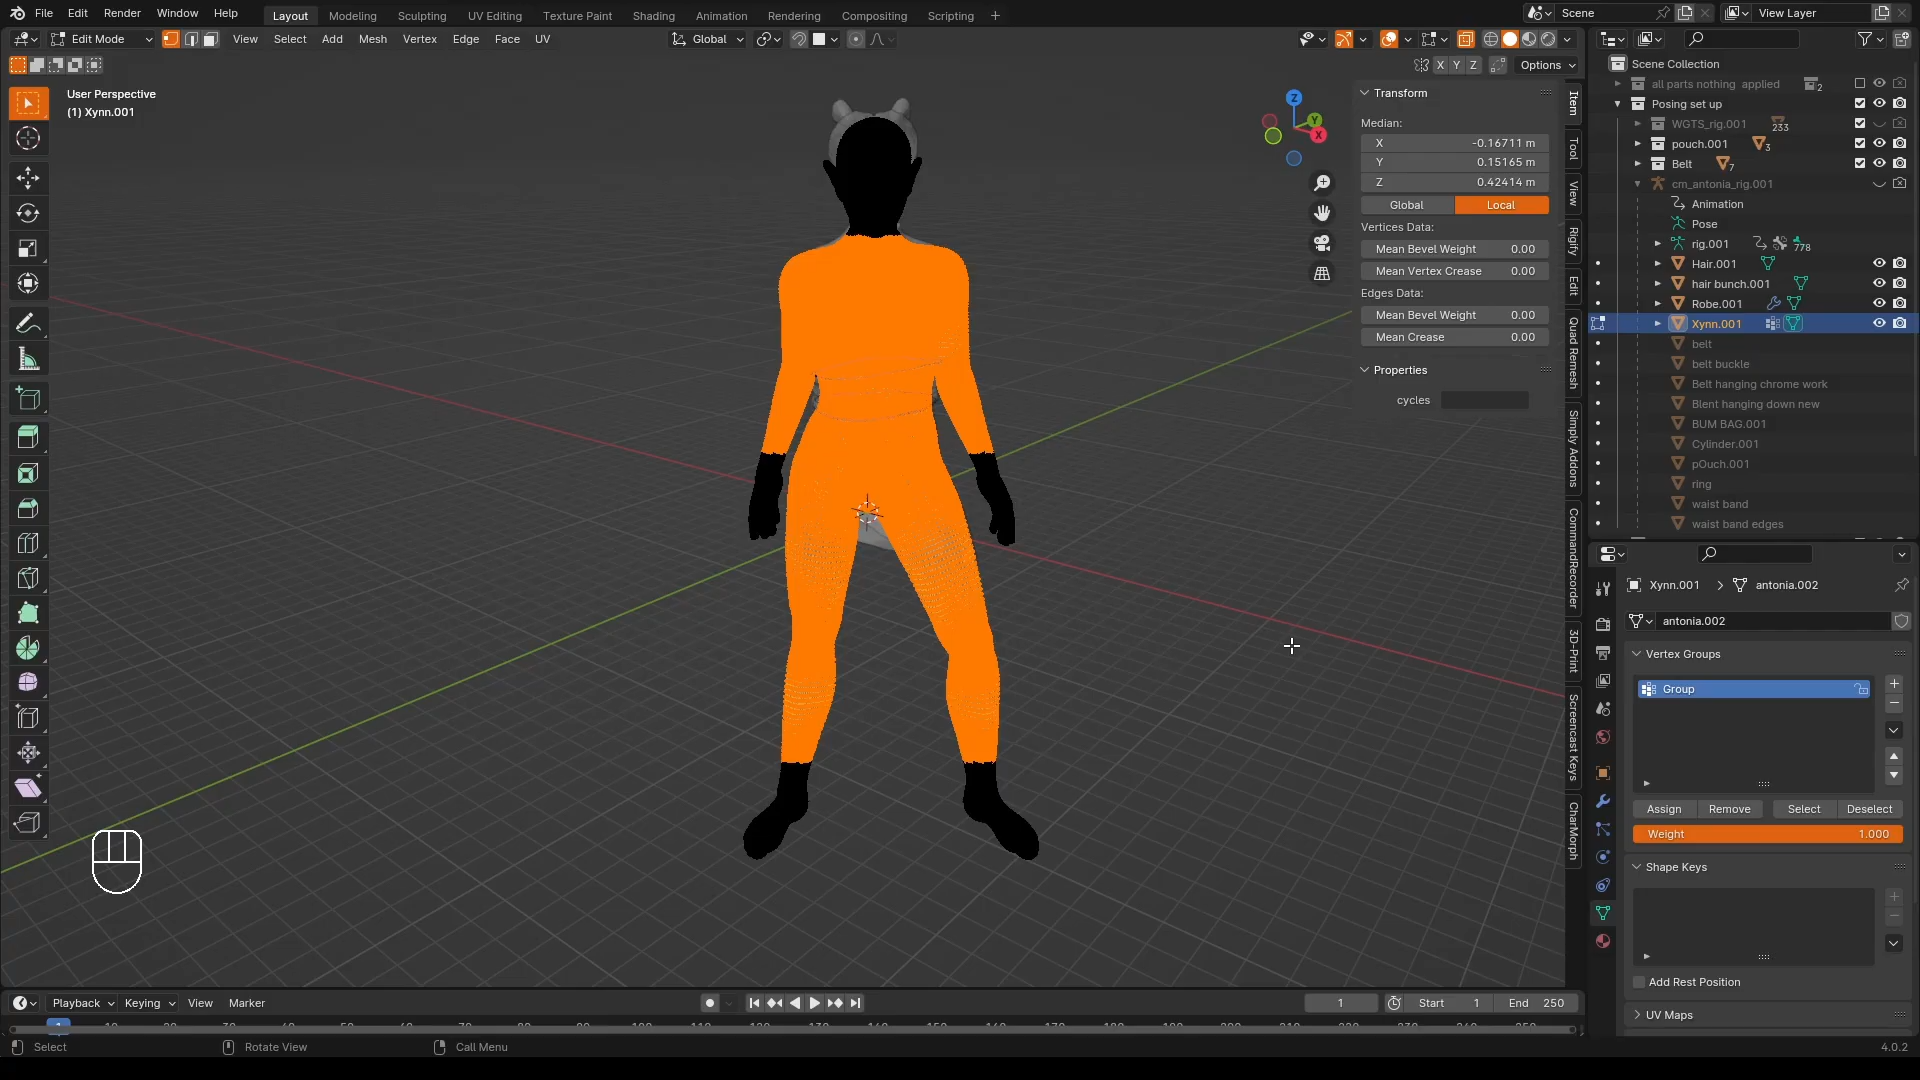 File Edit Render Window Help Layout Modeling Sculpting UV Editing Texture Paint Shading Animation Rendering Compositing Scripting + Scene View Layer
Edit Mode View Select Add Mesh Vertex Edge Face UV Global
X Y Z Options
User Perspective
(1) Xynn.001
Z
Y
X
Transform
Median:
X -0.16711 m
Y 0.15165 m
Z 0.42414 m
Global Local
Vertices Data:
Mean Bevel Weight 0.00
Mean Vertex Crease 0.00
Edges Data:
Mean Bevel Weight 0.00
Mean Crease 0.00
Properties
cycles
Item
Tool
View
Rigify
Edit
Quad Remesh
Simply Addons
CommandRecorder
3D-Print
Screencast Keys
CharMorph
Scene Collection
all parts nothing applied 2
Posing set up
WGTS_rig.001 233
pouch.001 3
Belt 7
cm_antonia_rig.001
Animation
Pose
rig.001 778
Hair.001
hair bunch.001
Robe.001
Xynn.001
belt
belt buckle
Belt hanging chrome work
Blent hanging down new
BUM BAG.001
Cylinder.001
pOuch.001
ring
waist band
waist band edges
Xynn.001 > antonia.002
antonia.002
Vertex Groups
Group
Assign Remove Select Deselect
Weight 1.000
Shape Keys
Add Rest Position
UV Maps
Playback Keying View Marker 1 Start 1 End 250
1
Select Rotate View Call Menu 4.0.2